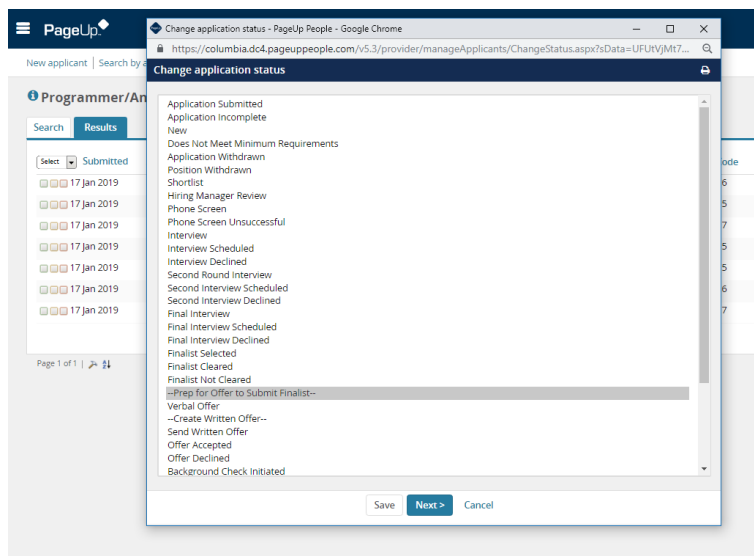 PageUp.
New applicant | Search by a
Programmer/An
Search Results
Select Submitted
17 Jan 2019
17 Jan 2019
17 Jan 2019
17 Jan 2019
17 Jan 2019
17 Jan 2019
17 Jan 2019
Page 1 of 1 |
Change application status - PageUp People - Google Chrome
https://columbia.dc4.pageuppeople.com/v5.3/provider/manageApplicants/ChangeStatus.aspx?sData=UFUtVjMt7...
Change application status
Application Submitted
Application Incomplete
New
Does Not Meet Minimum Requirements
Application Withdrawn
Position Withdrawn
Shortlist
Hiring Manager Review
Phone Screen
Phone Screen Unsuccessful
Interview
Interview Scheduled
Interview Declined
Second Round Interview
Second Interview Scheduled
Second Interview Declined
Final Interview
Final Interview Scheduled
Final Interview Declined
Finalist Selected
Finalist Cleared
Finalist Not Cleared
--Prep for Offer to Submit Finalist--
Verbal Offer
--Create Written Offer--
Send Written Offer
Offer Accepted
Offer Declined
Background Check Initiated
Save Next > Cancel
ode
6
5
7
5
5
6
7